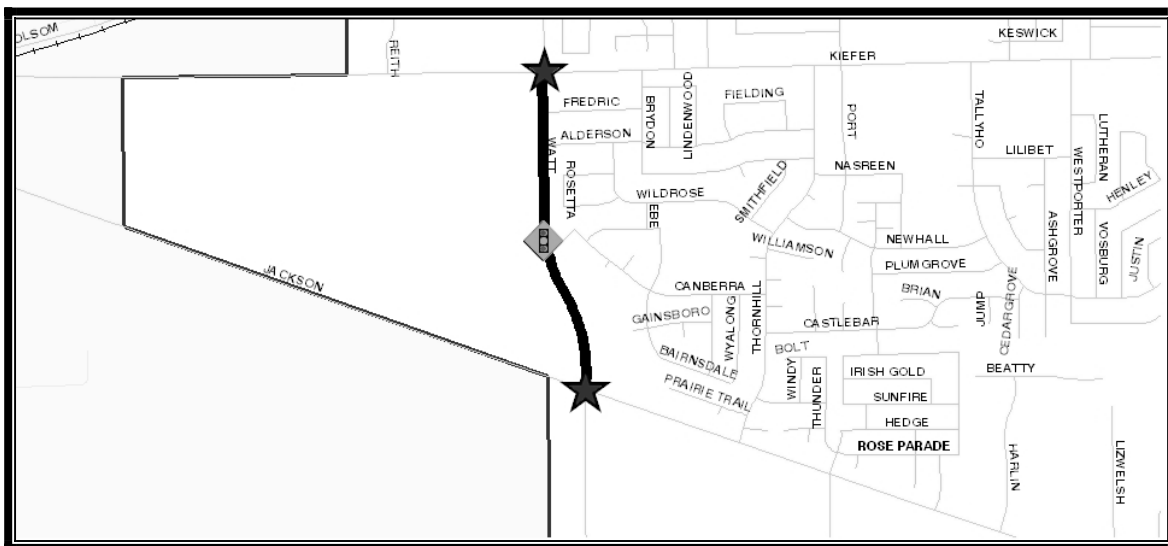 OLSOM
KESWICK
REITH
KIEFER
LINDENWOOD
FIELDING
FREDRIC
BRYDON
PORT
TALLYHO
LUTHERAN
ALDERSON
WATT
LILIBET
WESTPORTER
ROSETTA
NASREEN
HENLEY
WILDROSE
SMITHFIELD
EBE
ASHGROVE
VOSBURG
JUSTIN
WILLIAMSON
NEWHALL
PLUMGROVE
JACKSON
CANBERRA
THORNHILL
BRIAN
JUMP
CEDARGROVE
GAINSBORO
WYALONG
CASTLEBAR
BOLT
BAIRNSDALE
WINDY
THUNDER
IRISH GOLD
BEATTY
PRAIRIE TRAIL
SUNFIRE
HEDGE
ROSE PARADE
HARLIN
LIZWELSH